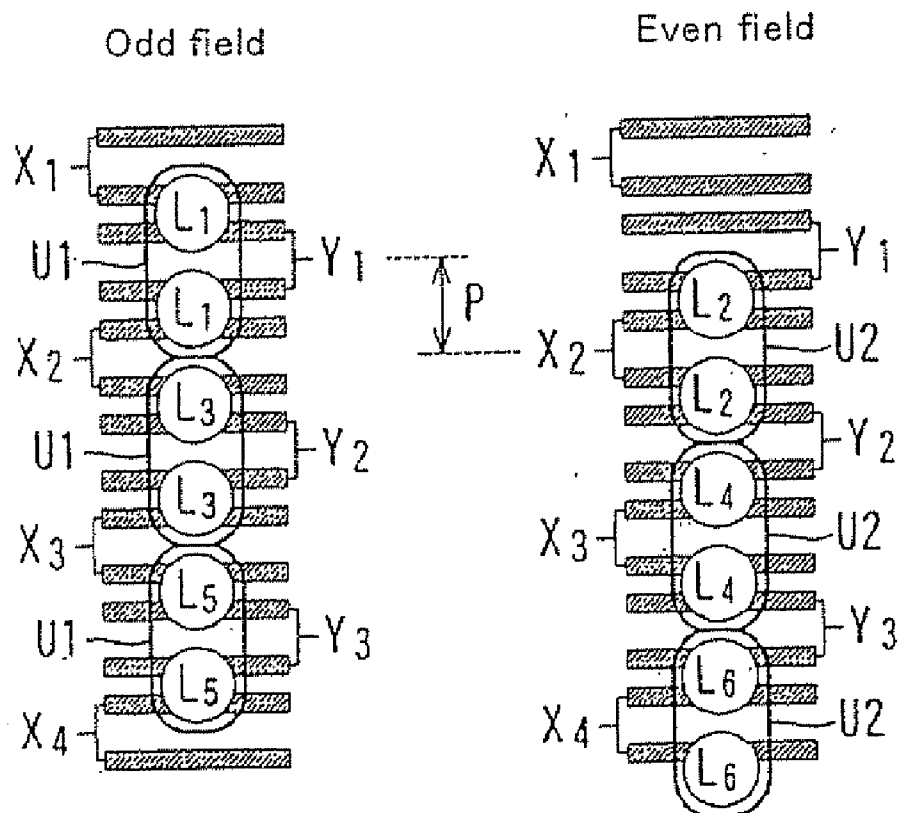 Odd field
X1
L1
U1
Y1
L1
X2
L3
U1
Y2
L3
X3
L5
U1
Y3
L5
X4
P
Even field
X1
Y1
L2
X2
U2
L2
Y2
L4
X3
U2
L4
Y3
L6
X4
U2
L6